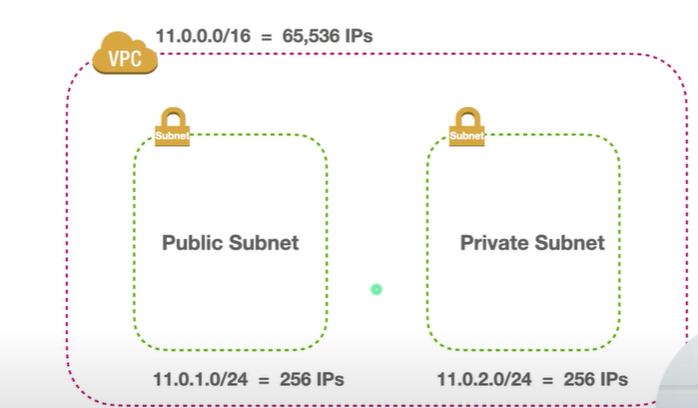 11.0.0.0/16 = 65,536 IPs
VPC
Subnet
Subnet
Public Subnet
Private Subnet
11.0.1.0/24 = 256 IPs
11.0.2.0/24 = 256 IPs